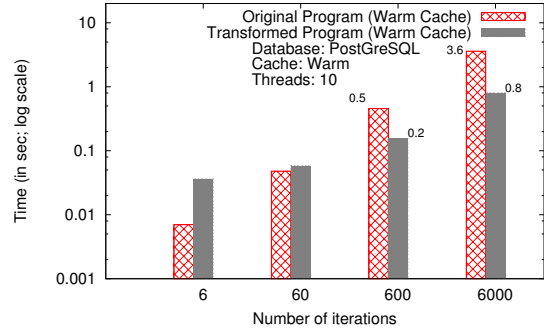 Original Program (Warm Cache)
Transformed Program (Warm Cache)
Database: PostGreSQL
Cache: Warm
Threads: 10
10
1
0.1
0.01
0.001
Time (in sec; log scale)
0.5
0.2
3.6
0.8
6 60 600 6000
Number of iterations